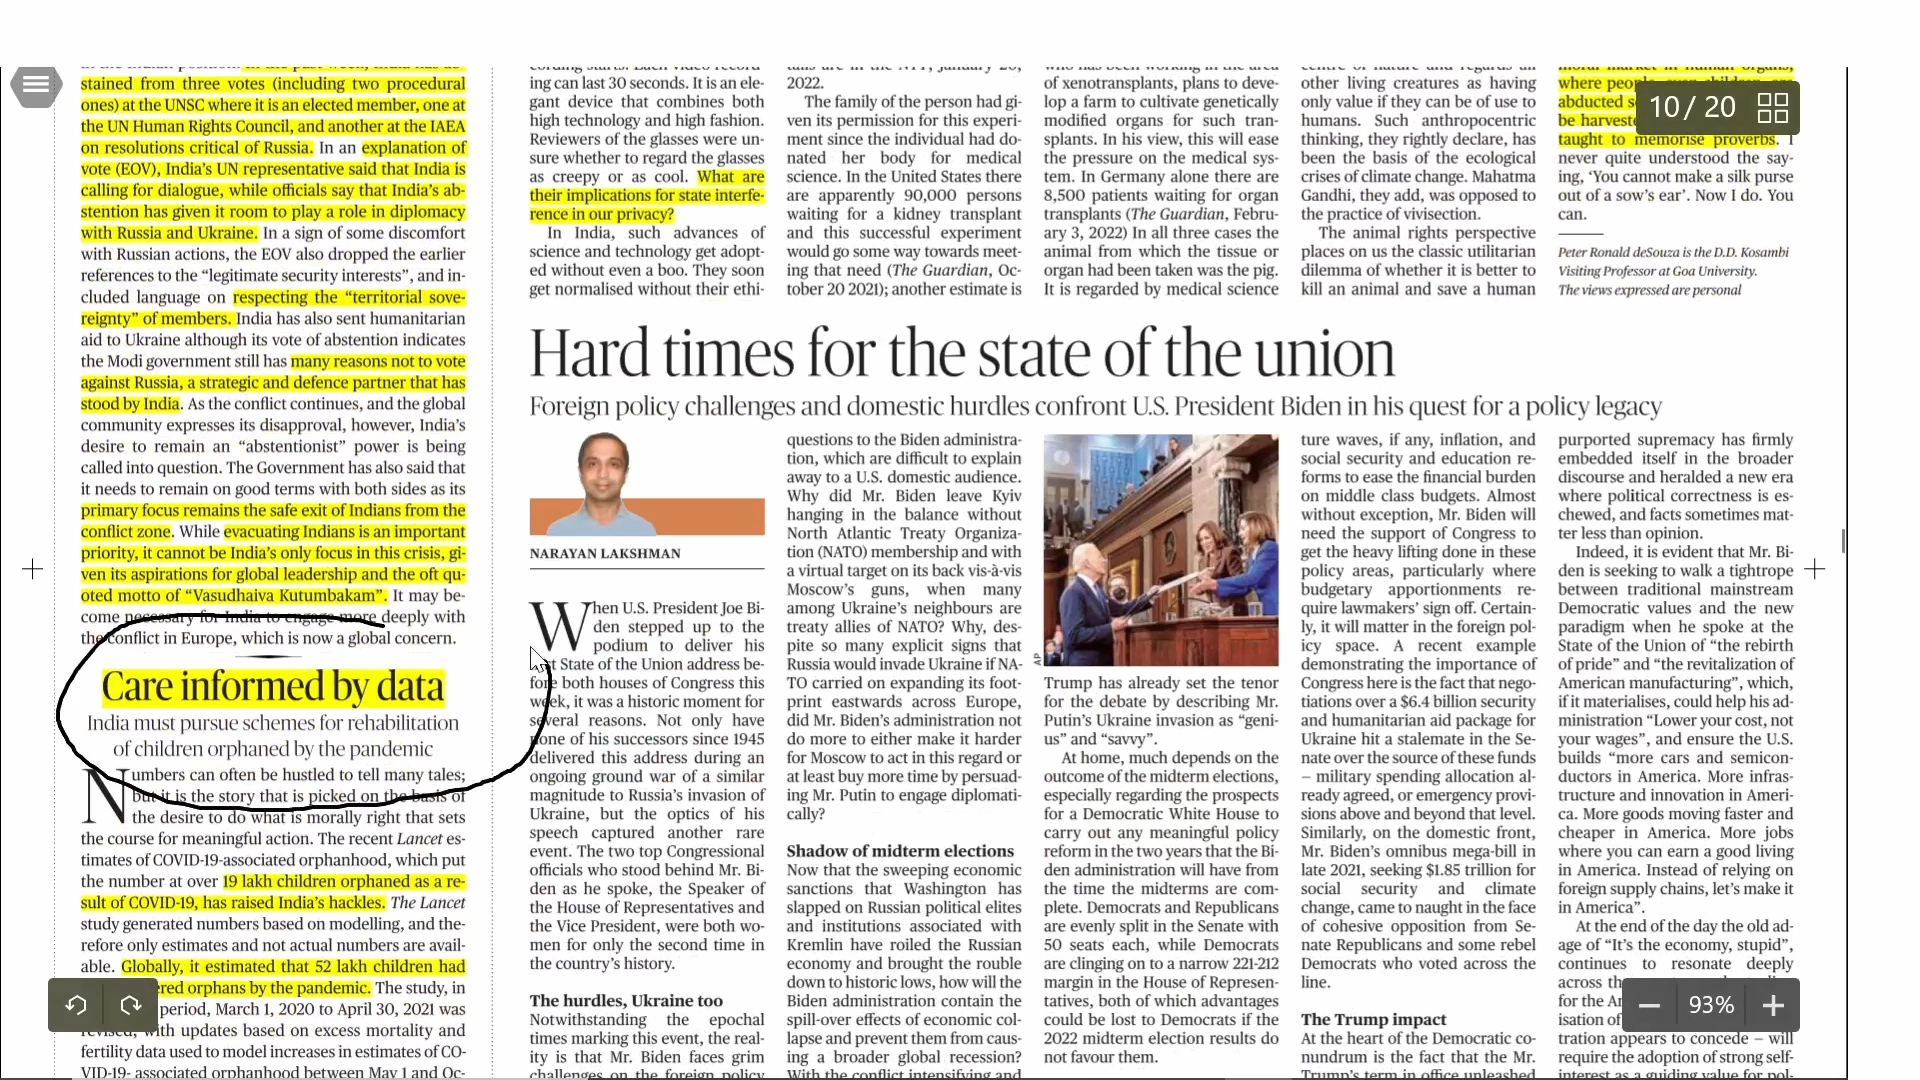 stained from three votes (including two procedural
ones) at the UNSC where it is an elected member, one at
the UN Human Rights Council, and another at the IAEA
on resolutions critical of Russia. In an explanation of
vote (EOV), India's UN representative said that India is
calling for dialogue, while officials say that India's ab-
stention has given it room to play a role in diplomacy
with Russia and Ukraine. In a sign of some discomfort
with Russian actions, the EOV also dropped the earlier
references to the “legitimate security interests”, and in-
cluded language on respecting the “territorial sove-
reignty” of members. India has also sent humanitarian
aid to Ukraine although its vote of abstention indicates
the Modi government still has many reasons not to vote
against Russia, a strategic and defence partner that has
stood by India. As the conflict continues, and the global
community expresses its disapproval, however, India's
desire to remain an “abstentionist” power is being
called into question. The Government has also said that
it needs to remain on good terms with both sides as its
primary focus remains the safe exit of Indians from the
conflict zone. While evacuating Indians is an important
priority, it cannot be India's only focus in this crisis, gi-
ven its aspirations for global leadership and the oft qu-
oted motto of “Vasudhaiva Kutumbakam”. It may be-
come necessary for India to engage more deeply with
the conflict in Europe, which is now a global concern.
Care informed by data
India must pursue schemes for rehabilitation
of children orphaned by the pandemic
Numbers can often be hustled to tell many tales;
but it is the story that is picked on the basis of
the desire to do what is morally right that sets
the course for meaningful action. The recent Lancet es-
timates of COVID-19-associated orphanhood, which put
the number at over 19 lakh children orphaned as a re-
sult of COVID-19, has raised India's hackles. The Lancet
study generated numbers based on modelling, and the-
refore only estimates and not actual numbers are avail-
able. Globally, it estimated that 52 lakh children had
red orphans by the pandemic. The study, in
period, March 1, 2020 to April 30, 2021 was
with updates based on excess mortality and
fertility data used to model increases in estimates of CO-
VID-19- associated orphanhood between May 1 and Oc-
ing can last 30 seconds. It is an ele-
gant device that combines both
high technology and high fashion.
Reviewers of the glasses were un-
sure whether to regard the glasses
as creepy or as cool. What are
their implications for state interfe-
rence in our privacy?
In India, such advances of
science and technology get adopt-
ed without even a boo. They soon
get normalised without their ethi-
2022.
The family of the person had gi-
ven its permission for this experi-
ment since the individual had do-
nated her body for medical
science. In the United States there
are apparently 90,000 persons
waiting for a kidney transplant
and this successful experiment
would go some way towards meet-
ing that need (The Guardian, Oc-
tober 20 2021); another estimate is
of xenotransplants, plans to deve-
lop a farm to cultivate genetically
modified organs for such tran-
splants. In his view, this will ease
the pressure on the medical sys-
tem. In Germany alone there are
8,500 patients waiting for organ
transplants (The Guardian, Febru-
ary 3, 2022) In all three cases the
animal from which the tissue or
organ had been taken was the pig.
It is regarded by medical science
other living creatures as having
only value if they can be of use to
humans. Such anthropocentric
thinking, they rightly declare, has
been the basis of the ecological
crises of climate change. Mahatma
Gandhi, they add, was opposed to
the practice of vivisection.
The animal rights perspective
places on us the classic utilitarian
dilemma of whether it is better to
kill an animal and save a human
where
abducted
be harveste
taught to memorise proverbs. I
never quite understood the say-
ing, ‘You cannot make a silk purse
out of a sow's ear’. Now I do. You
can.
Peter Ronald deSouza is the D.D. Kosambi
Visiting Professor at Goa University.
The views expressed are personal
10 / 20
Hard times for the state of the union
Foreign policy challenges and domestic hurdles confront U.S. President Biden in his quest for a policy legacy
NARAYAN LAKSHMAN
When U.S. President Joe Bi-
den stepped up to the
podium to deliver his
State of the Union address be-
fore both houses of Congress this
week, it was a historic moment for
several reasons. Not only have
none of his successors since 1945
delivered this address during an
ongoing ground war of a similar
magnitude to Russia's invasion of
Ukraine, but the optics of his
speech captured another rare
event. The two top Congressional
officials who stood behind Mr. Bi-
den as he spoke, the Speaker of
the House of Representatives and
the Vice President, were both wo-
men for only the second time in
the country's history.
The hurdles, Ukraine too
Notwithstanding the epochal
times marking this event, the real-
ity is that Mr. Biden faces grim
challenges on the foreign policy
questions to the Biden administra-
tion, which are difficult to explain
away to a U.S. domestic audience.
Why did Mr. Biden leave Kyiv
hanging in the balance without
North Atlantic Treaty Organiza-
tion (NATO) membership and with
a virtual target on its back vis-à-vis
Moscow's guns, when many
among Ukraine's neighbours are
treaty allies of NATO? Why, des-
pite so many explicit signs that
Russia would invade Ukraine if NA-
TO carried on expanding its foot-
print eastwards across Europe,
did Mr. Biden's administration not
do more to either make it harder
for Moscow to act in this regard or
at least buy more time by persuad-
ing Mr. Putin to engage diplomati-
cally?
Shadow of midterm elections
Now that the sweeping economic
sanctions that Washington has
slapped on Russian political elites
and institutions associated with
Kremlin have roiled the Russian
economy and brought the rouble
down to historic lows, how will the
Biden administration contain the
spill-over effects of economic col-
lapse and prevent them from caus-
ing a broader global recession?
With the conflict intensifying and
AP
Trump has already set the tenor
for the debate by describing Mr.
Putin's Ukraine invasion as “geni-
us” and “savvy”.
At home, much depends on the
outcome of the midterm elections,
especially regarding the prospects
for a Democratic White House to
carry out any meaningful policy
reform in the two years that the Bi-
den administration will have from
the time the midterms are com-
plete. Democrats and Republicans
are evenly split in the Senate with
50 seats each, while Democrats
are clinging on to a narrow 221-212
margin in the House of Represen-
tatives, both of which advantages
could be lost to Democrats if the
2022 midterm election results do
not favour them.
ture waves, if any, inflation, and
social security and education re-
forms to ease the financial burden
on middle class budgets. Almost
without exception, Mr. Biden will
need the support of Congress to
get the heavy lifting done in these
policy areas, particularly where
budgetary apportionments re-
quire lawmakers' sign off. Certain-
ly, it will matter in the foreign pol-
icy space. A recent example
demonstrating the importance of
Congress here is the fact that nego-
tiations over a $6.4 billion security
and humanitarian aid package for
Ukraine hit a stalemate in the Se-
nate over the source of these funds
– military spending allocation al-
ready agreed, or emergency provi-
sions above and beyond that level.
Similarly, on the domestic front,
Mr. Biden's omnibus mega-bill in
late 2021, seeking $1.85 trillion for
social security and climate
change, came to naught in the face
of cohesive opposition from Se-
nate Republicans and some rebel
Democrats who voted across the
line.
The Trump impact
At the heart of the Democratic co-
nundrum is the fact that the Mr.
Trump's term in office unleashed
purported supremacy has firmly
embedded itself in the broader
discourse and heralded a new era
where political correctness is es-
chewed, and facts sometimes mat-
ter less than opinion.
Indeed, it is evident that Mr. Bi-
den is seeking to walk a tightrope
between traditional mainstream
Democratic values and the new
paradigm when he spoke at the
State of the Union of “the rebirth
of pride” and “the revitalization of
American manufacturing”, which,
if it materialises, could help his ad-
ministration “Lower your cost, not
your wages”, and ensure the U.S.
builds “more cars and semicon-
ductors in America. More infras-
tructure and innovation in Ameri-
ca. More goods moving faster and
cheaper in America. More jobs
where you can earn a good living
in America. Instead of relying on
foreign supply chains, let's make it
in America”.
At the end of the day the old ad-
age of “It's the economy, stupid”,
continues to resonate deeply
across
for the
isation
tration appears to concede – will
require the adoption of strong self-
interest as a guiding value for pol-
93%